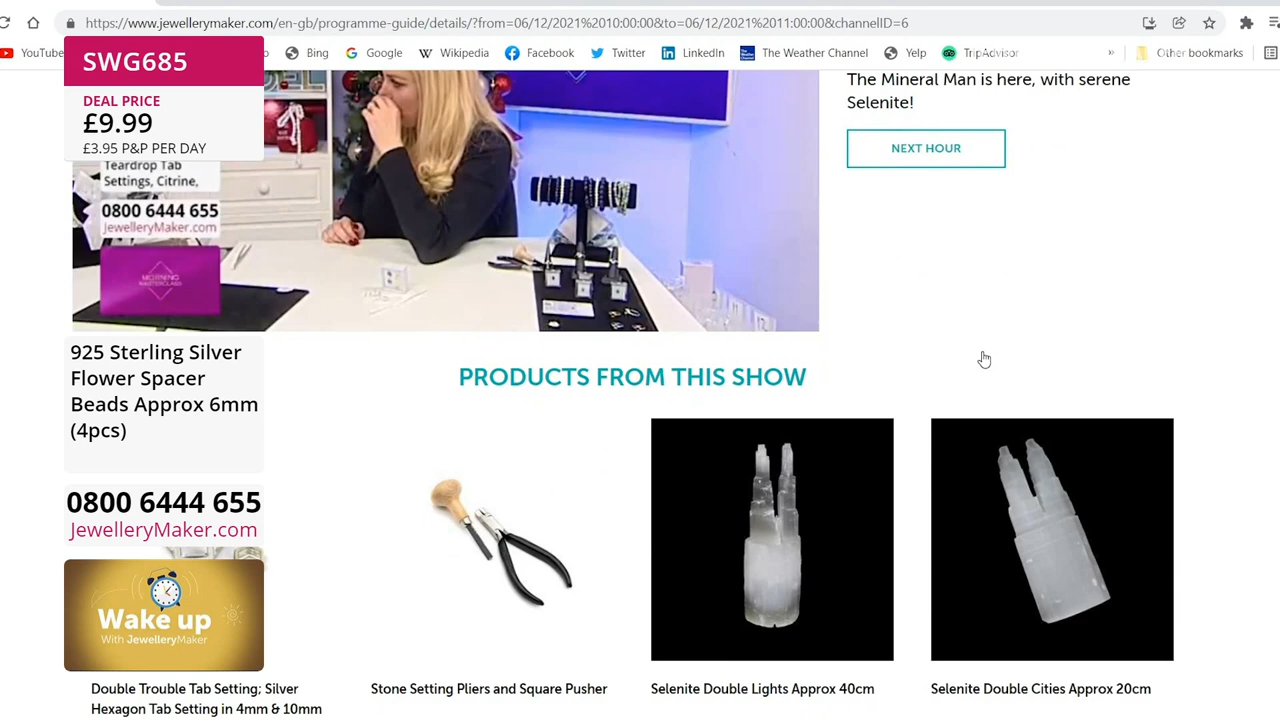 https://www.jewellerymaker.com/en-gb/programme-guide/details/?from=06/12/2021%2010:00:00&to=06/12/2021%2011:00:00&channelID=6
YouTube
Bing
Google
Wikipedia
Facebook
Twitter
LinkedIn
The Weather Channel
Yelp
TripAdvisor
»
Other bookmarks
SWG685
DEAL PRICE
£9.99
£3.95 P&P PER DAY
Teardrop Tab
Settings, Citrine,
0800 6444 655
JewelleryMaker.com
MORNING
MASTERCLASS
The Mineral Man is here, with serene
Selenite!
NEXT HOUR
925 Sterling Silver
Flower Spacer
Beads Approx 6mm
(4pcs)
0800 6444 655
JewelleryMaker.com
Wake up
With JewelleryMaker
PRODUCTS FROM THIS SHOW
Double Trouble Tab Setting; Silver
Hexagon Tab Setting in 4mm & 10mm
Stone Setting Pliers and Square Pusher
Selenite Double Lights Approx 40cm
Selenite Double Cities Approx 20cm